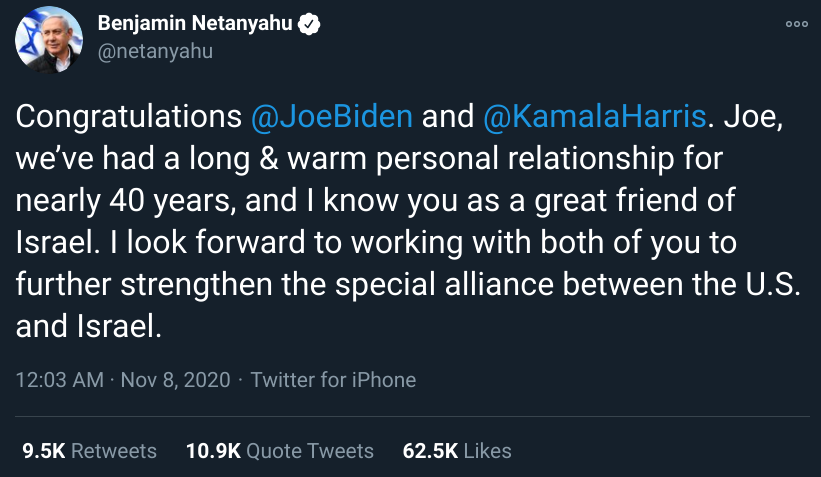 Benjamin Netanyahu
@netanyahu
Congratulations @JoeBiden and @KamalaHarris. Joe,
we’ve had a long & warm personal relationship for
nearly 40 years, and I know you as a great friend of
Israel. I look forward to working with both of you to
further strengthen the special alliance between the U.S.
and Israel.
12:03 AM · Nov 8, 2020 · Twitter for iPhone
9.5K Retweets 10.9K Quote Tweets 62.5K Likes